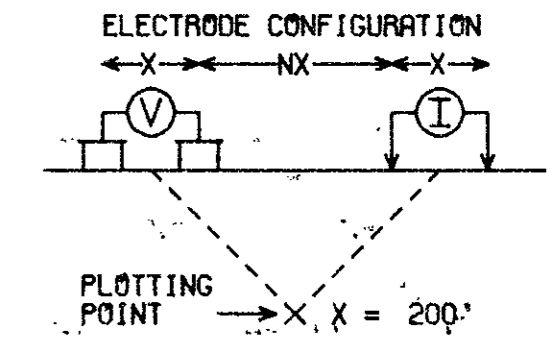 ELECTRODE CONFIGURATION
X NX X
V I
PLOTTING
POINT X X = 200'